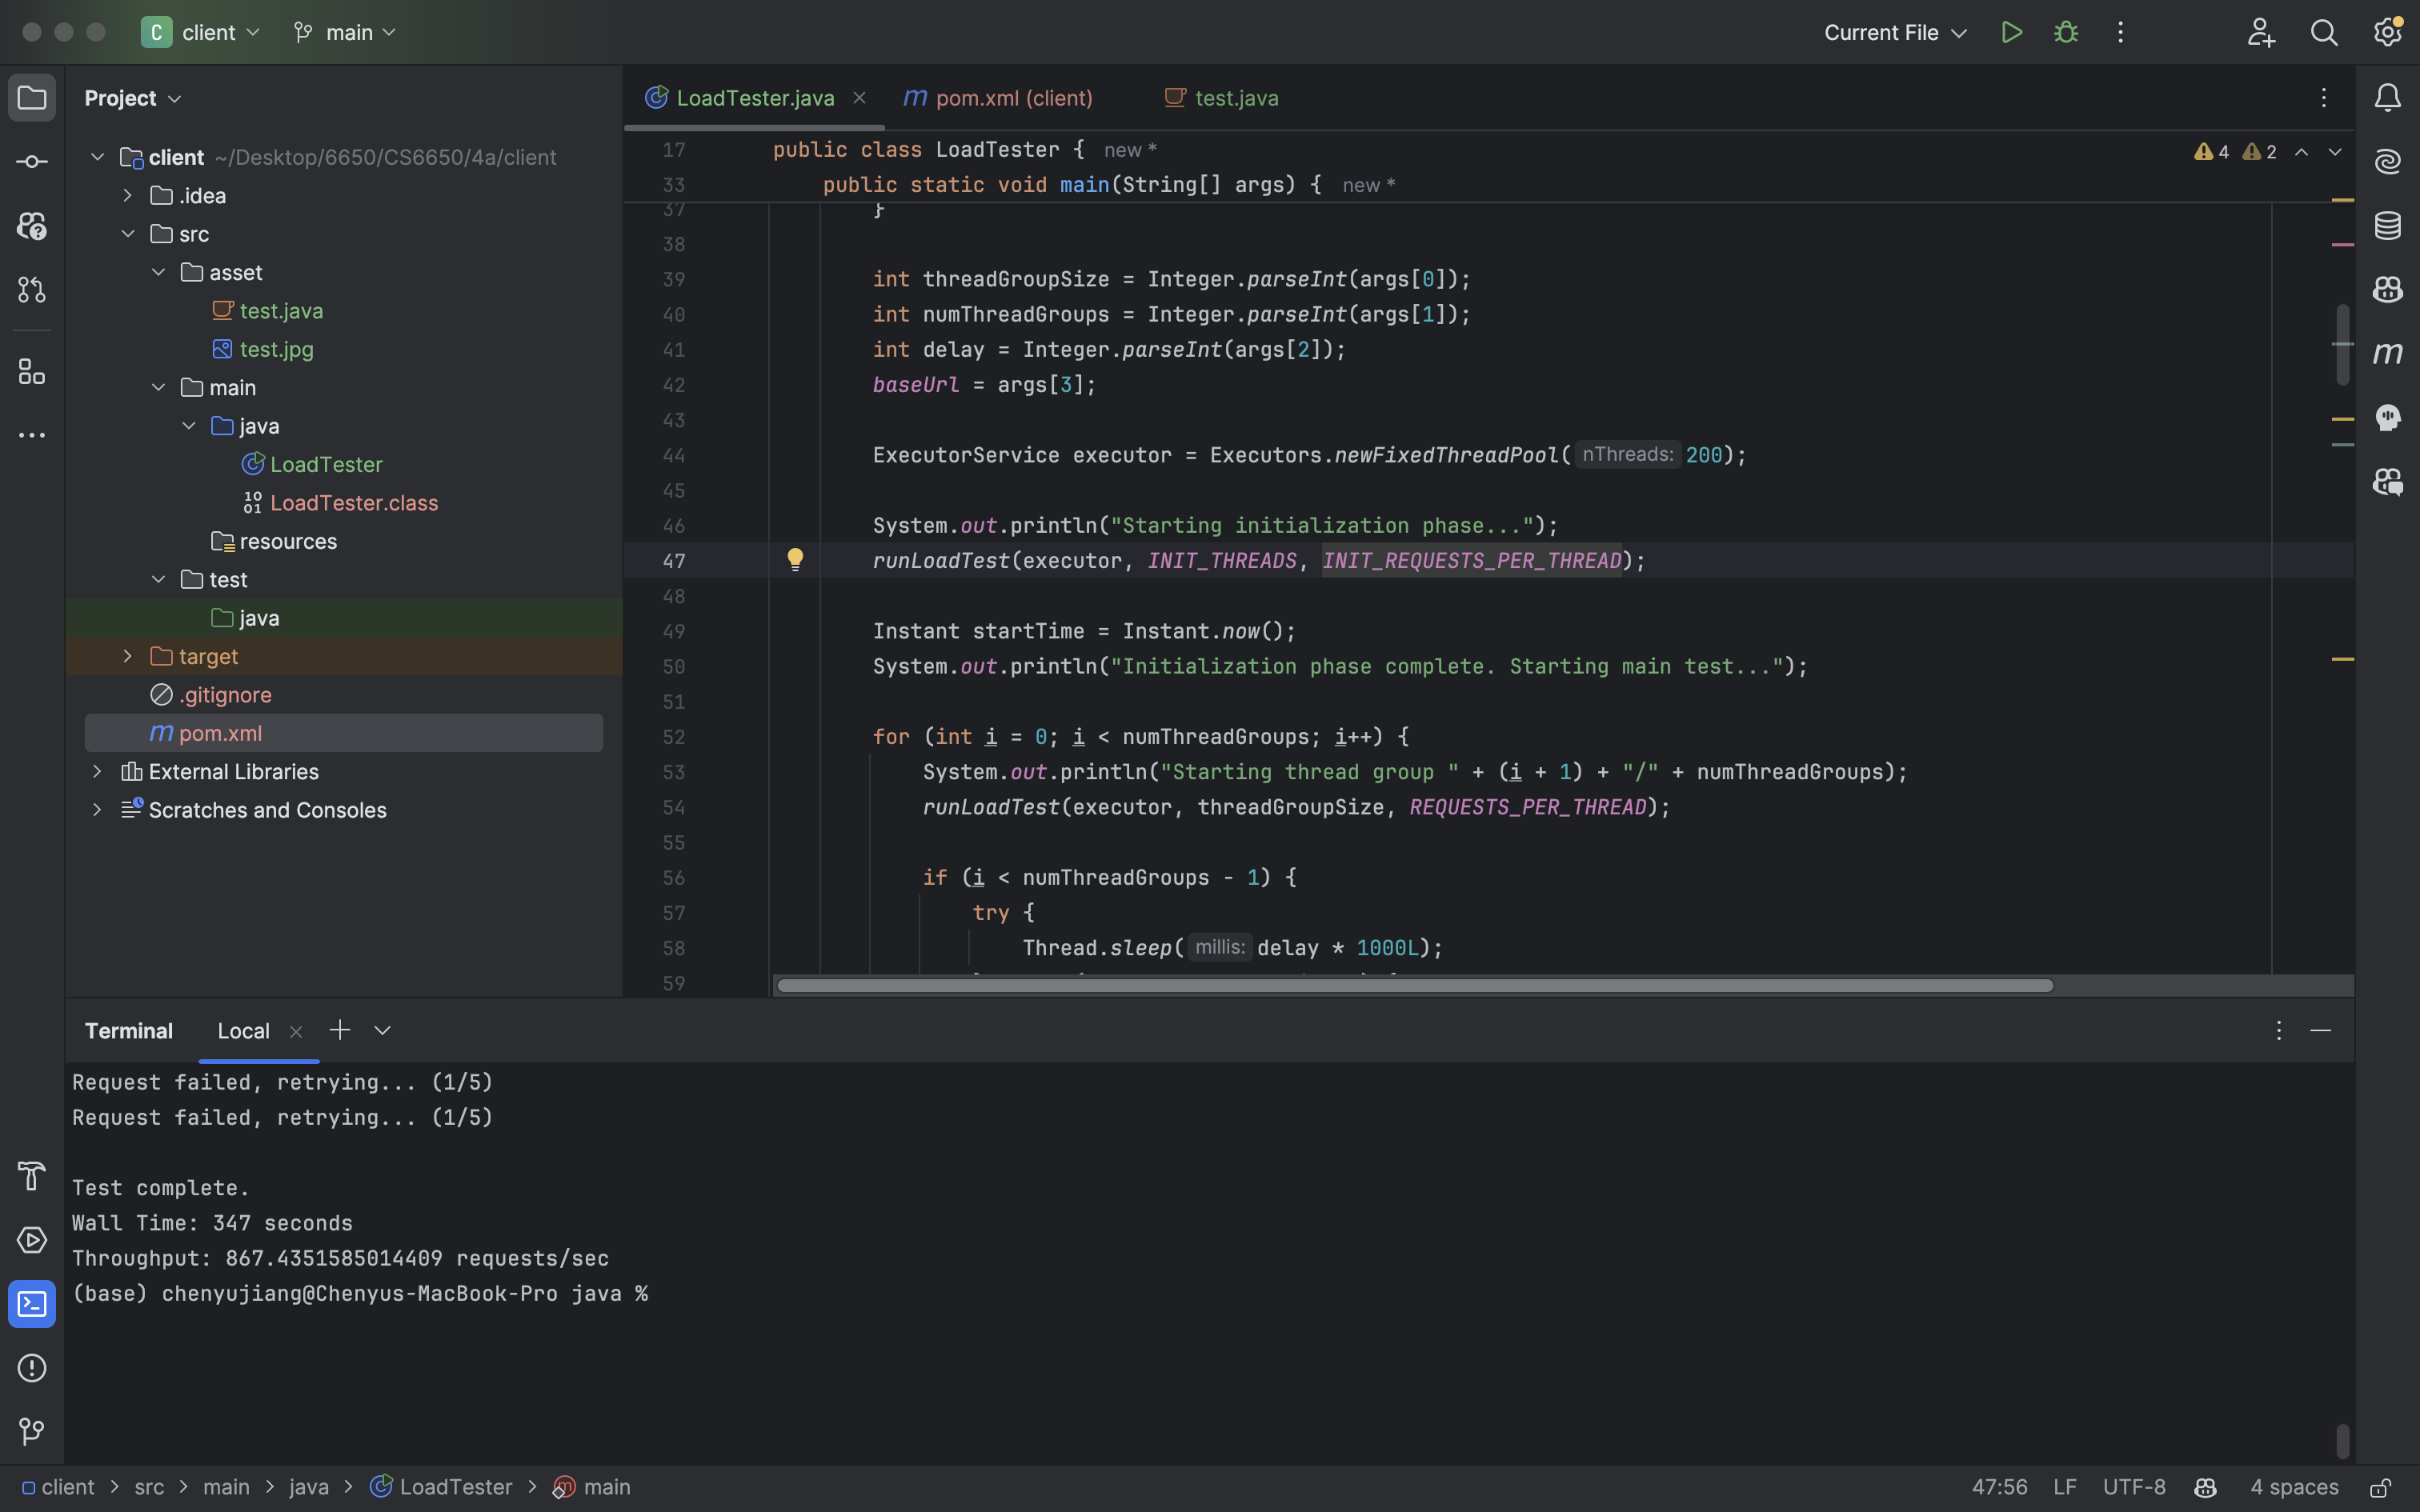 C client main Current File
Project
client ~/Desktop/6650/CS6650/4a/client
.idea
src
asset
test.java
test.jpg
main
java
LoadTester
LoadTester.class
resources
test
java
target
.gitignore
m pom.xml
External Libraries
Scratches and Consoles
LoadTester.java m pom.xml (client) test.java
4 2
17 public class LoadTester { new *
33 public static void main(String[] args) { new *
37 }
38
39 int threadGroupSize = Integer.parseInt(args[0]);
40 int numThreadGroups = Integer.parseInt(args[1]);
41 int delay = Integer.parseInt(args[2]);
42 baseUrl = args[3];
43
44 ExecutorService executor = Executors.newFixedThreadPool( nThreads: 200);
45
46 System.out.println("Starting initialization phase...");
47 runLoadTest(executor, INIT_THREADS, INIT_REQUESTS_PER_THREAD);
48
49 Instant startTime = Instant.now();
50 System.out.println("Initialization phase complete. Starting main test...");
51
52 for (int i = 0; i < numThreadGroups; i++) {
53 System.out.println("Starting thread group " + (i + 1) + "/" + numThreadGroups);
54 runLoadTest(executor, threadGroupSize, REQUESTS_PER_THREAD);
55
56 if (i < numThreadGroups - 1) {
57 try {
58 Thread.sleep( millis: delay * 1000L);
59
m
Terminal Local
Request failed, retrying... (1/5)
Request failed, retrying... (1/5)
Test complete.
Wall Time: 347 seconds
Throughput: 867.4351585014409 requests/sec
(base) chenyujiang@Chenyus-MacBook-Pro java %
client > src > main > java > LoadTester > m main
47:56 LF UTF-8 4 spaces